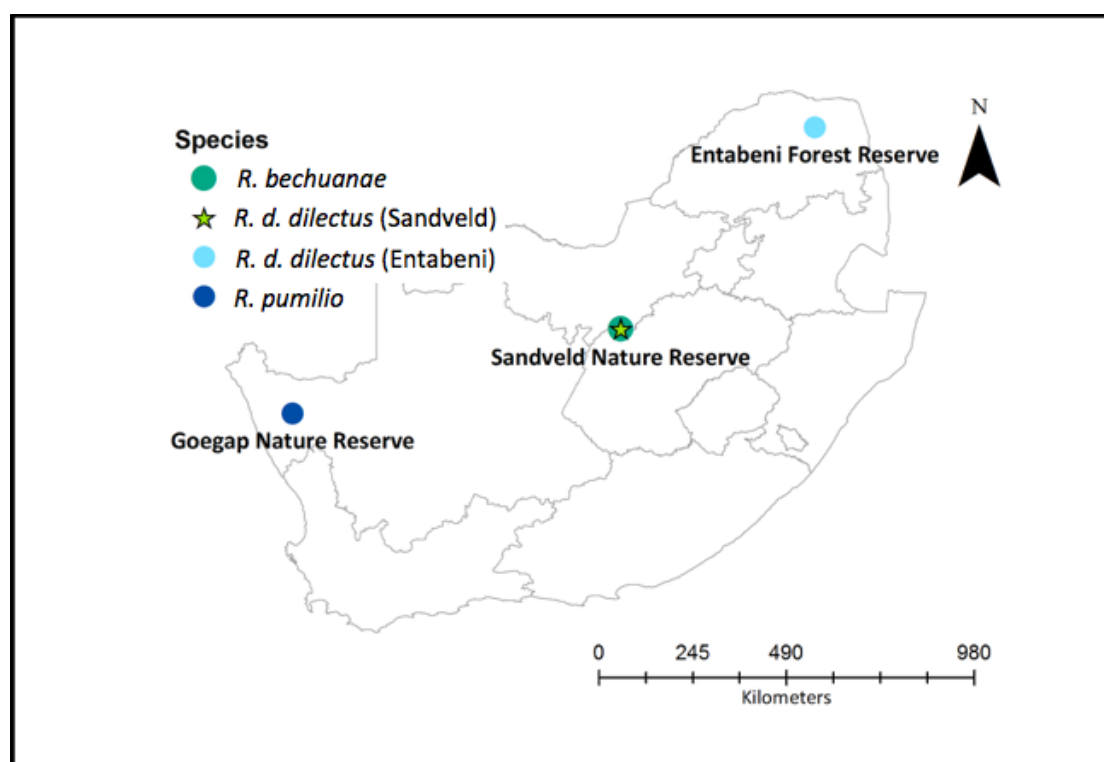 N
Species
R. bechuanae
R. d. dilectus (Sandveld)
R. d. dilectus (Entabeni)
R. pumilio
Entabeni Forest Reserve
Sandveld Nature Reserve
Goegap Nature Reserve
0 245 490 980
Kilometers